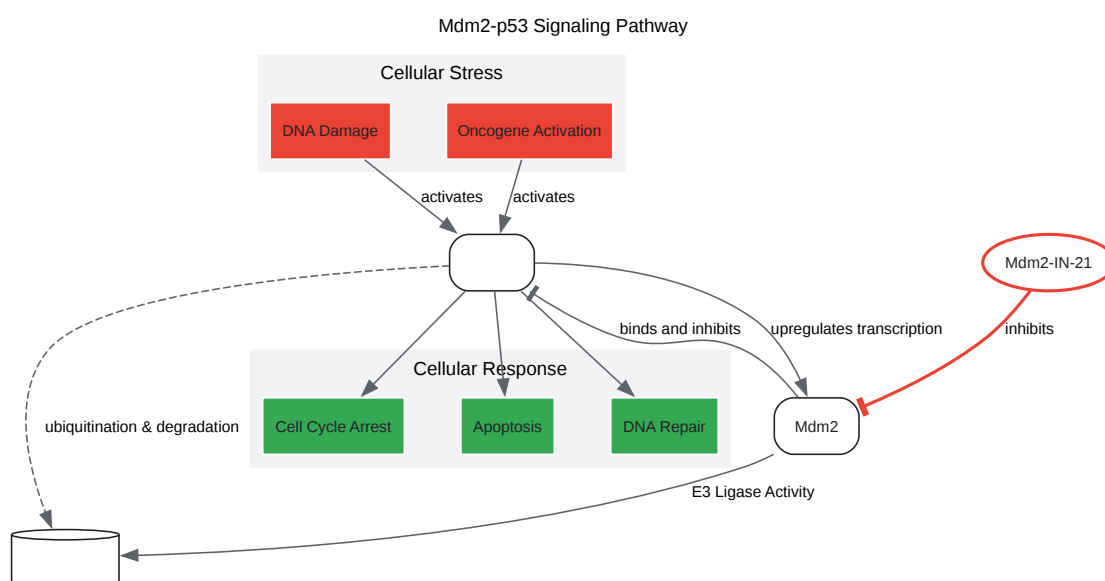 Mdm2-p53 Signaling Pathway
Cellular Stress
DNA Damage
Oncogene Activation
activates
activates
Mdm2-IN-21
binds and inhibits
upregulates transcription
inhibits
Cellular Response
Cell Cycle Arrest
Apoptosis
DNA Repair
Mdm2
ubiquitination & degradation
E3 Ligase Activity